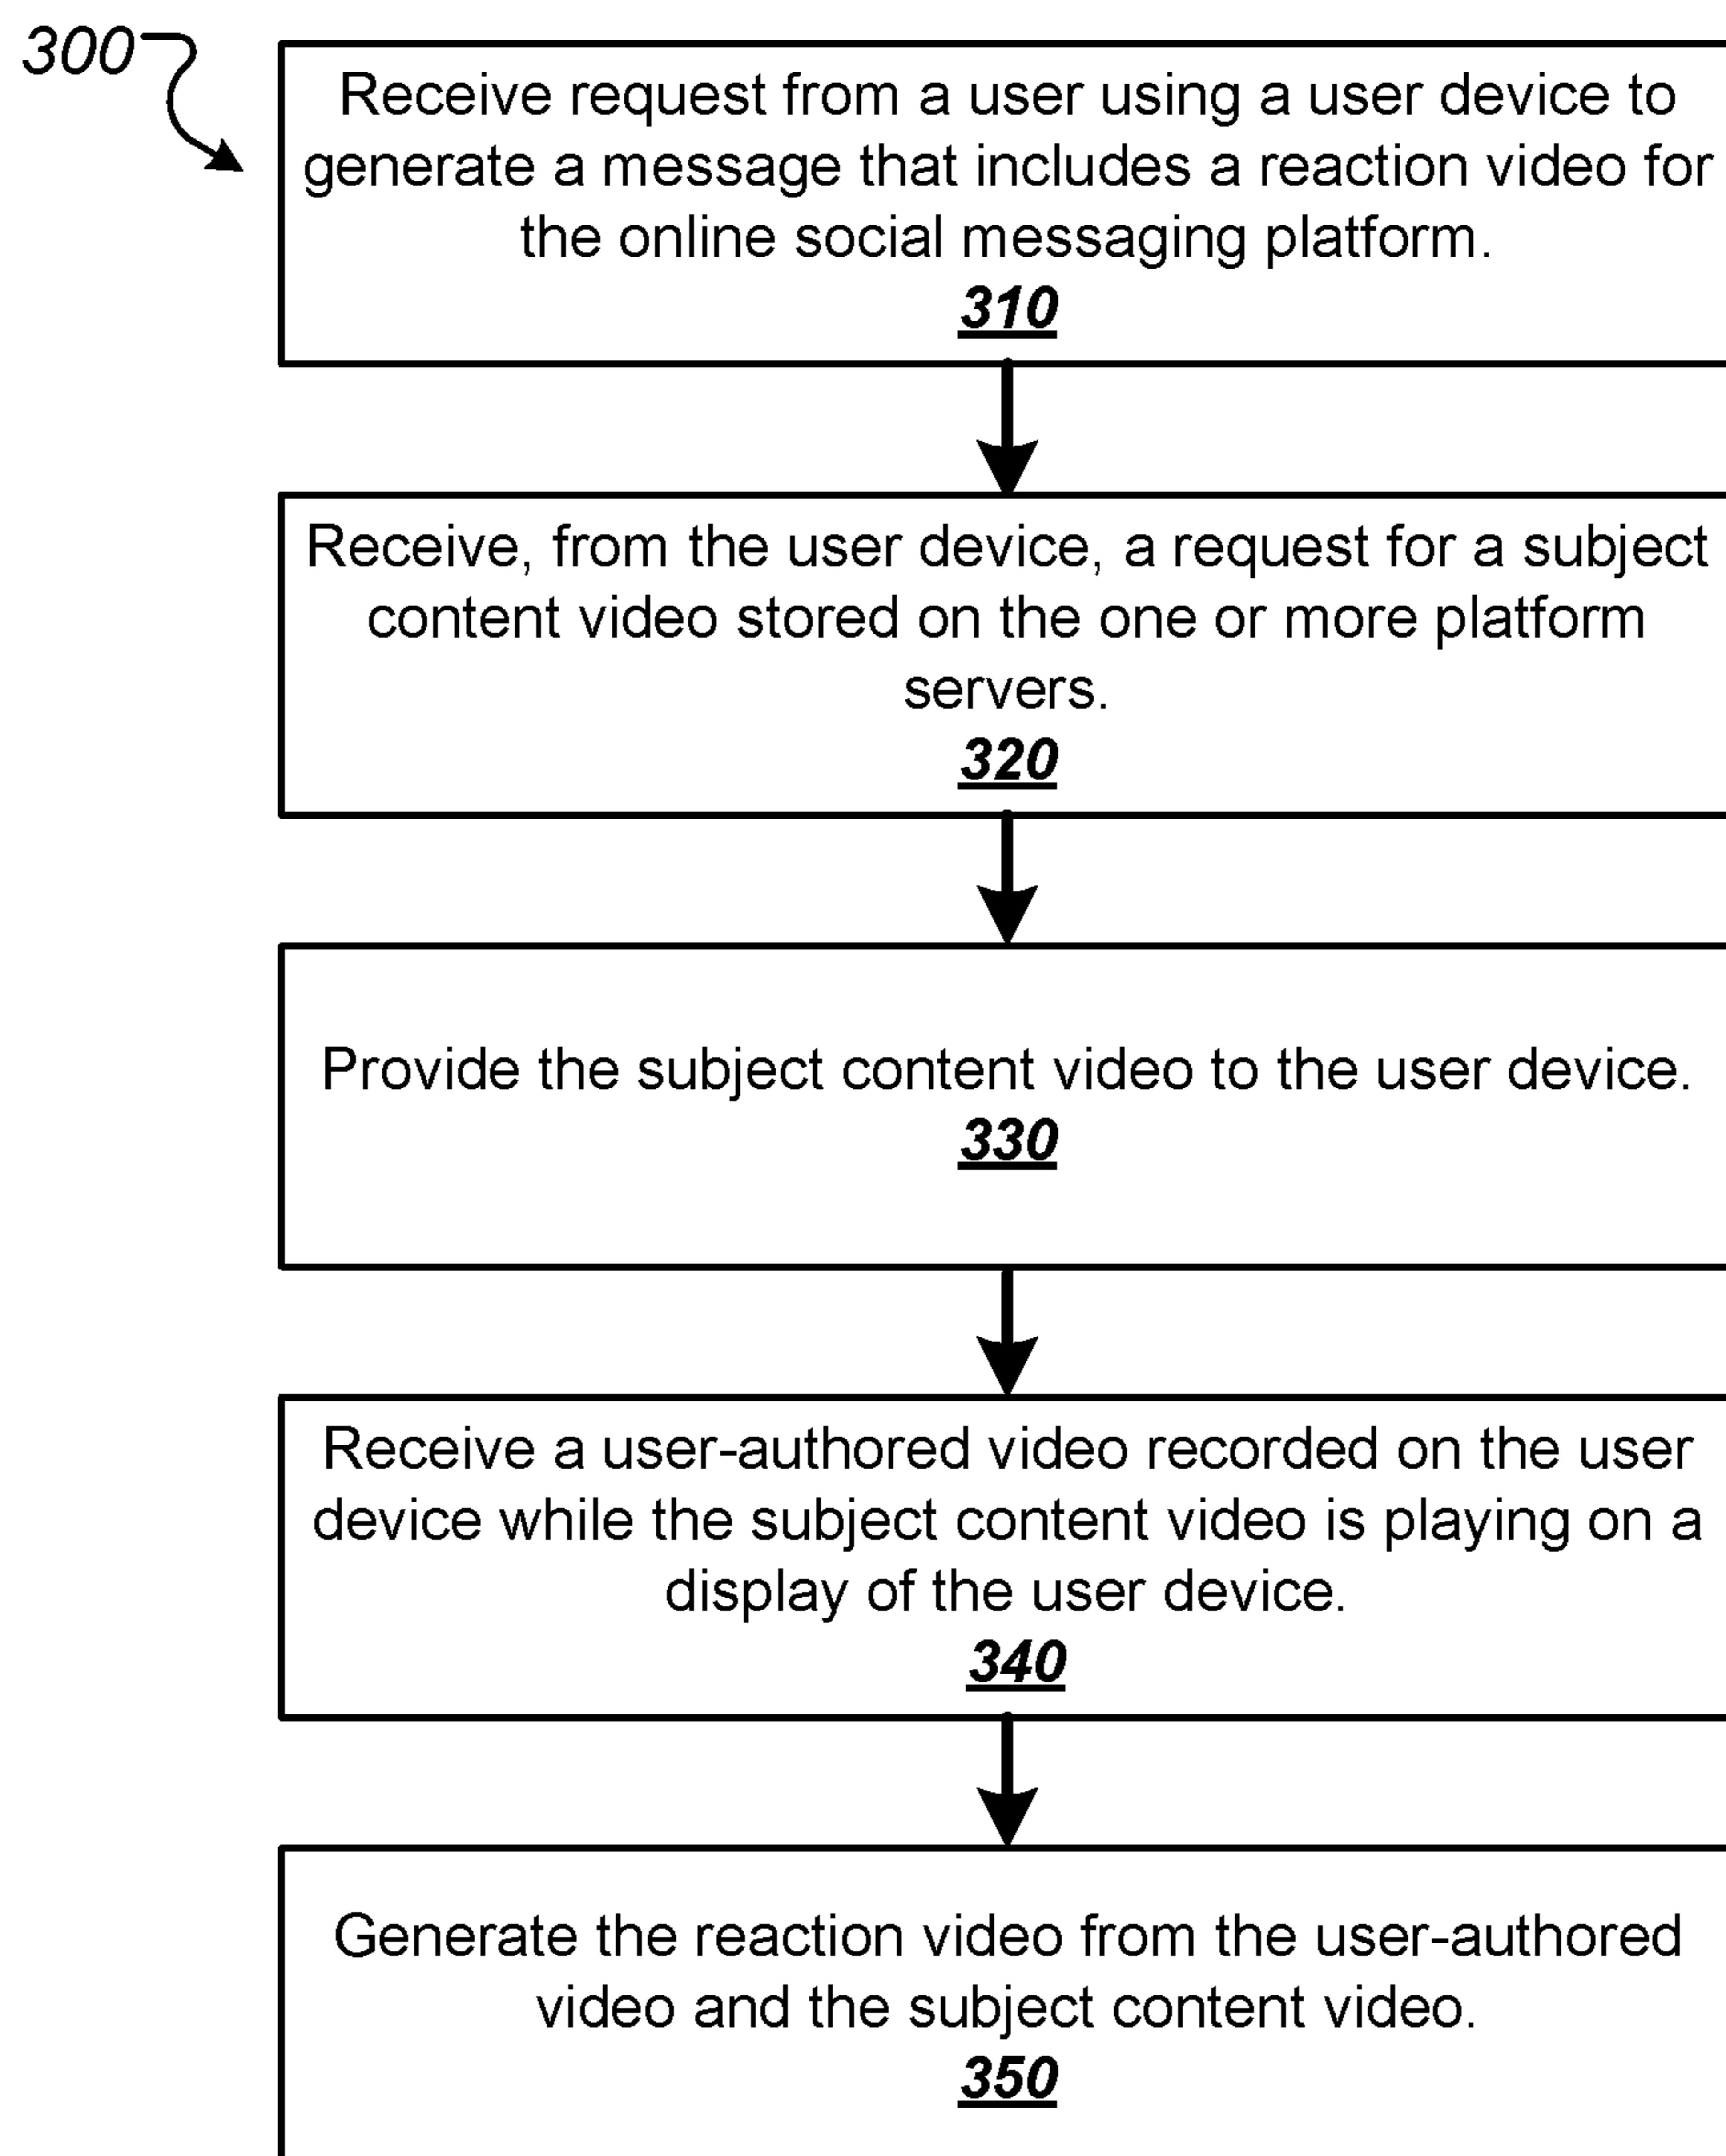 300
Receive request from a user using a user device to
generate a message that includes a reaction video for
the online social messaging platform.
310
Receive, from the user device, a request for a subject
content video stored on the one or more platform
servers.
320
Provide the subject content video to the user device.
330
Receive a user-authored video recorded on the user
device while the subject content video is playing on a
display of the user device.
340
Generate the reaction video from the user-authored
video and the subject content video.
350